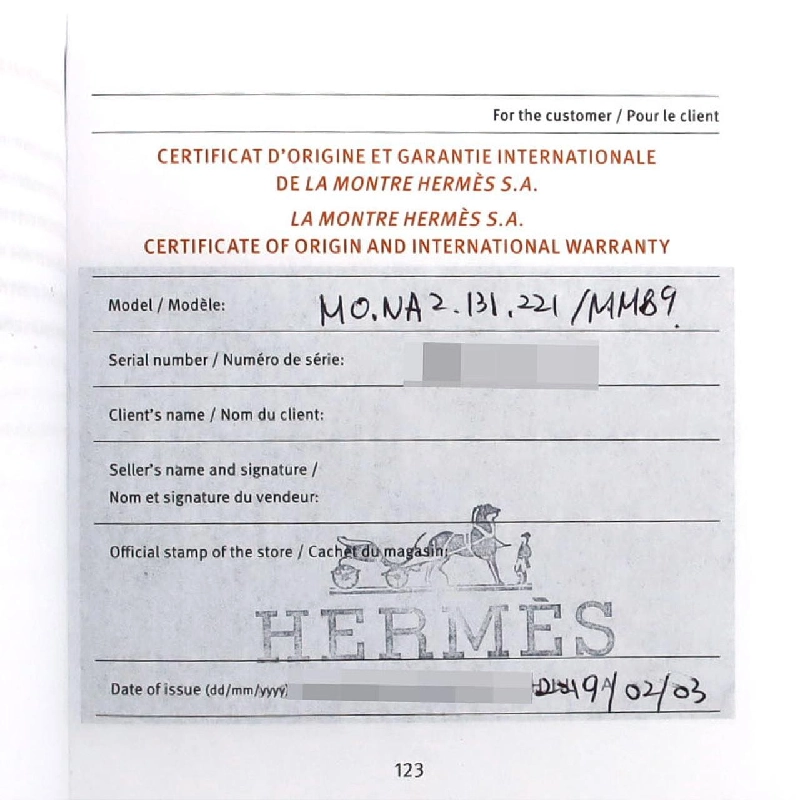 For the customer / Pour le client
CERTIFICAT D'ORIGINE ET GARANTIE INTERNATIONALE
DE LA MONTRE HERMÈS S.A.
LA MONTRE HERMÈS S.A.
CERTIFICATE OF ORIGIN AND INTERNATIONAL WARRANTY
Model / Modèle: MO.NA2.131.221/MM89
Serial number / Numéro de série:
Client's name / Nom du client:
Seller's name and signature /
Nom et signature du vendeur:
Official stamp of the store / Cachet du magasin:
HERMÈS
Date of issue (dd/mm/yyyy) /02/03
123